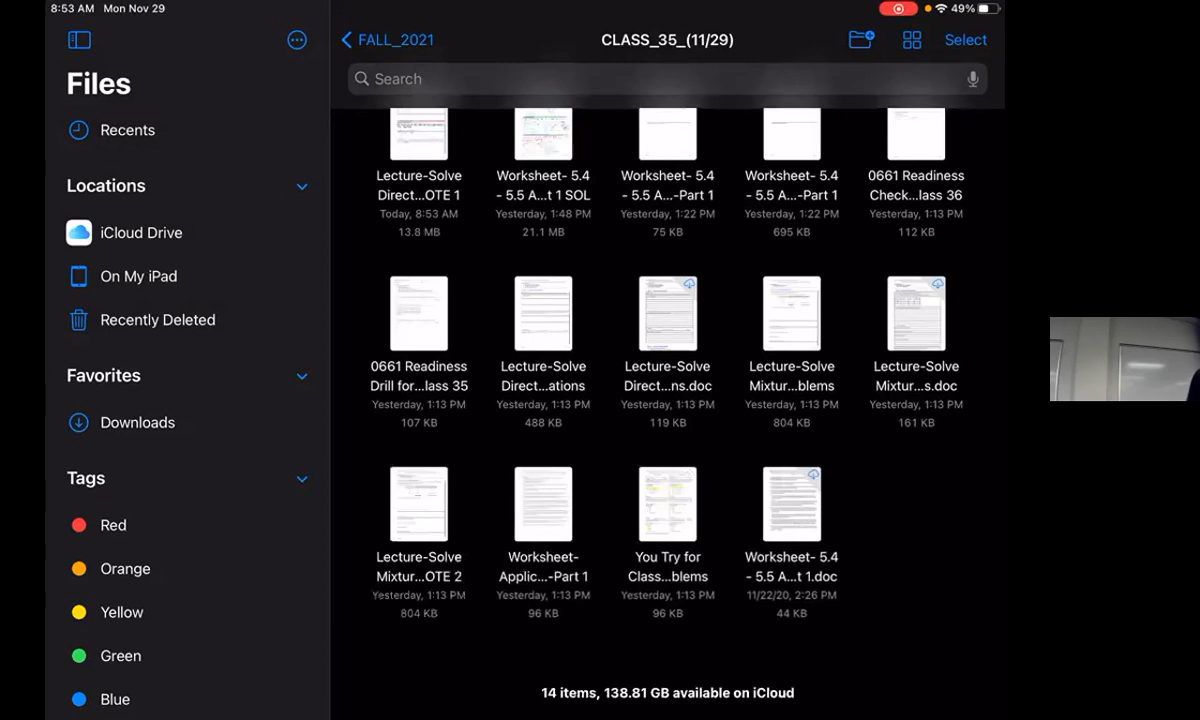 8:53 AM Mon Nov 29
49%
FALL_2021
CLASS_35_(11/29)
Select
Search
Files
Recents
Locations
iCloud Drive
On My iPad
Recently Deleted
Favorites
Downloads
Tags
Red
Orange
Yellow
Green
Blue
Lecture-Solve
Direct...OTE 1
Today, 8:53 AM
13.8 MB
Worksheet- 5.4
- 5.5 A...t 1 SOL
Yesterday, 1:48 PM
21.1 MB
Worksheet- 5.4
- 5.5 A...-Part 1
Yesterday, 1:22 PM
75 KB
Worksheet- 5.4
- 5.5 A...-Part 1
Yesterday, 1:22 PM
695 KB
0661 Readiness
Check...lass 36
Yesterday, 1:13 PM
112 KB
0661 Readiness
Drill for...lass 35
Yesterday, 1:13 PM
107 KB
Lecture-Solve
Direct...ations
Yesterday, 1:13 PM
488 KB
Lecture-Solve
Direct...ns.doc
Yesterday, 1:13 PM
119 KB
Lecture-Solve
Mixtur...blems
Yesterday, 1:13 PM
804 KB
Lecture-Solve
Mixtur...s.doc
Yesterday, 1:13 PM
161 KB
Lecture-Solve
Mixtur...OTE 2
Yesterday, 1:13 PM
804 KB
Worksheet-
Applic...-Part 1
Yesterday, 1:13 PM
96 KB
You Try for
Class...blems
Yesterday, 1:13 PM
96 KB
Worksheet- 5.4
- 5.5 A...t 1.doc
11/22/20, 2:26 PM
44 KB
14 items, 138.81 GB available on iCloud